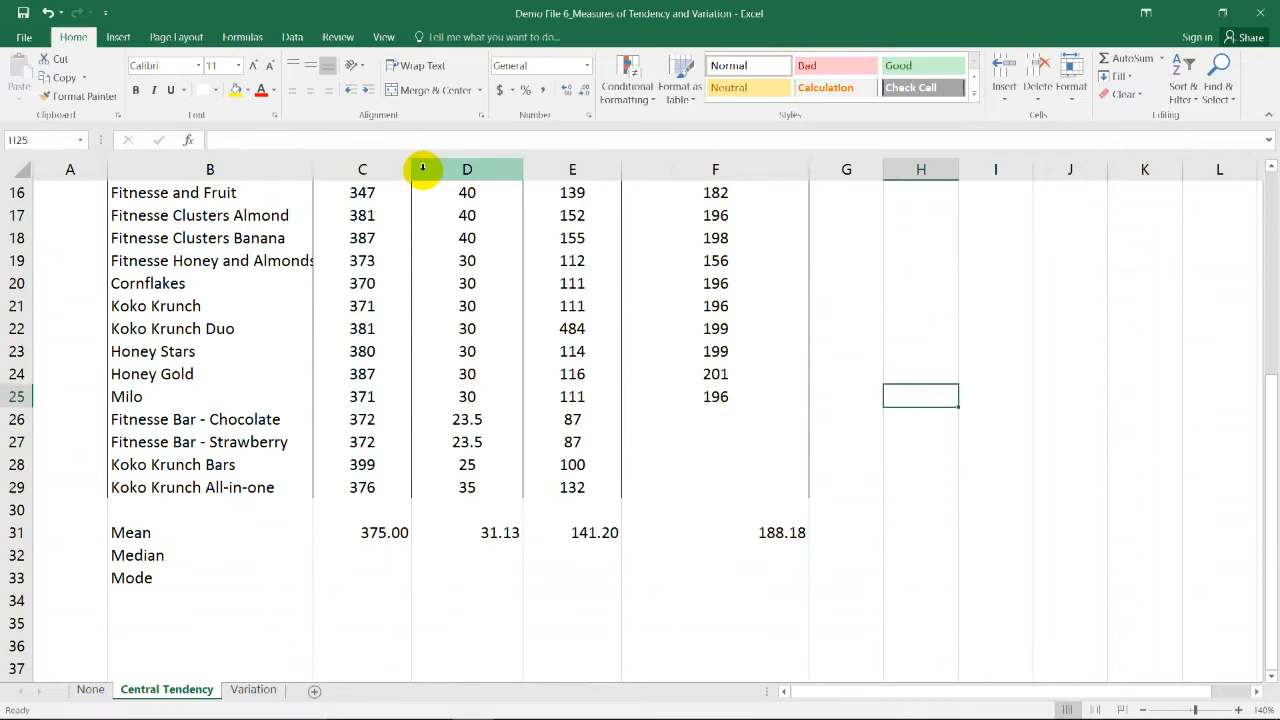 Demo File 6_Measures of Tendency and Variation - Excel
File Home Insert Page Layout Formulas Data Review View Tell me what you want to do... Sign in Share
Paste Cut Copy Format Painter Clipboard
Calibri 11 B I U A Font
Wrap Text Merge & Center Alignment
General $ % , Number
Conditional Formatting Format as Table Normal Bad Good Neutral Calculation Check Cell Styles
Insert Delete Format Cells
AutoSum Fill Clear Sort & Filter Find & Select Editing
H25 fx
A B C D E F G H I J K L
16 Fitnesse and Fruit 347 40 139 182
17 Fitnesse Clusters Almond 381 40 152 196
18 Fitnesse Clusters Banana 387 40 155 198
19 Fitnesse Honey and Almonds 373 30 112 156
20 Cornflakes 370 30 111 196
21 Koko Krunch 371 30 111 196
22 Koko Krunch Duo 381 30 484 199
23 Honey Stars 380 30 114 199
24 Honey Gold 387 30 116 201
25 Milo 371 30 111 196
26 Fitnesse Bar - Chocolate 372 23.5 87
27 Fitnesse Bar - Strawberry 372 23.5 87
28 Koko Krunch Bars 399 25 100
29 Koko Krunch All-in-one 376 35 132
30
31 Mean 375.00 31.13 141.20 188.18
32 Median
33 Mode
34
35
36
37
None Central Tendency Variation
Ready 140%